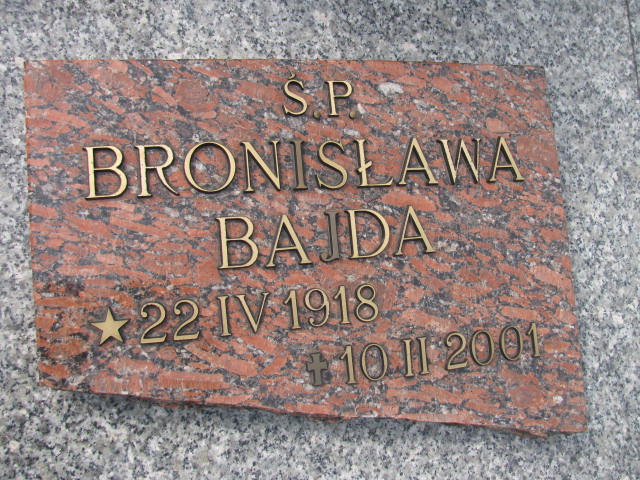 Ś.P.
BRONISŁAWA
BAJDA
★ 22 IV 1918
✝ 10 II 2001